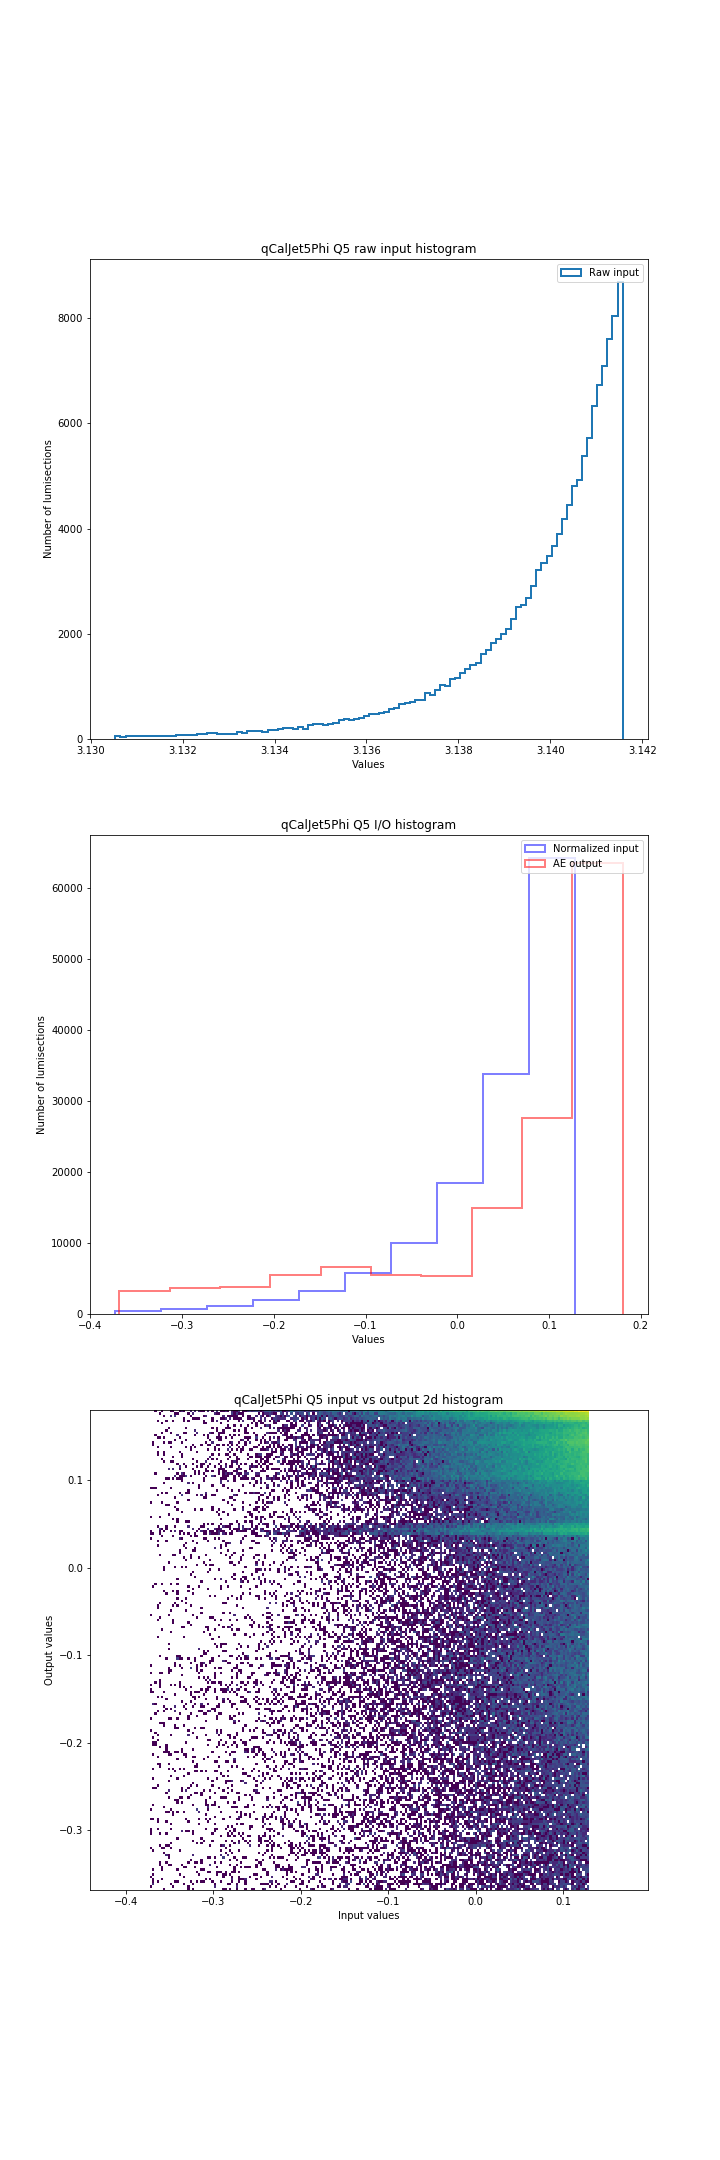 qCalJet5Phi Q5 raw input histogram
Raw input
8000
6000
4000
2000
0
Number of lumisections
3.130 3.132 3.134 3.136 3.138 3.140 3.142
Values
qCalJet5Phi Q5 I/O histogram
Normalized input
AE output
60000
50000
40000
30000
20000
10000
0
Number of lumisections
−0.4 −0.3 −0.2 −0.1 0.0 0.1 0.2
Values
qCalJet5Phi Q5 input vs output 2d histogram
0.1
0.0
−0.1
−0.2
−0.3
Output values
−0.4 −0.3 −0.2 −0.1 0.0 0.1
Input values